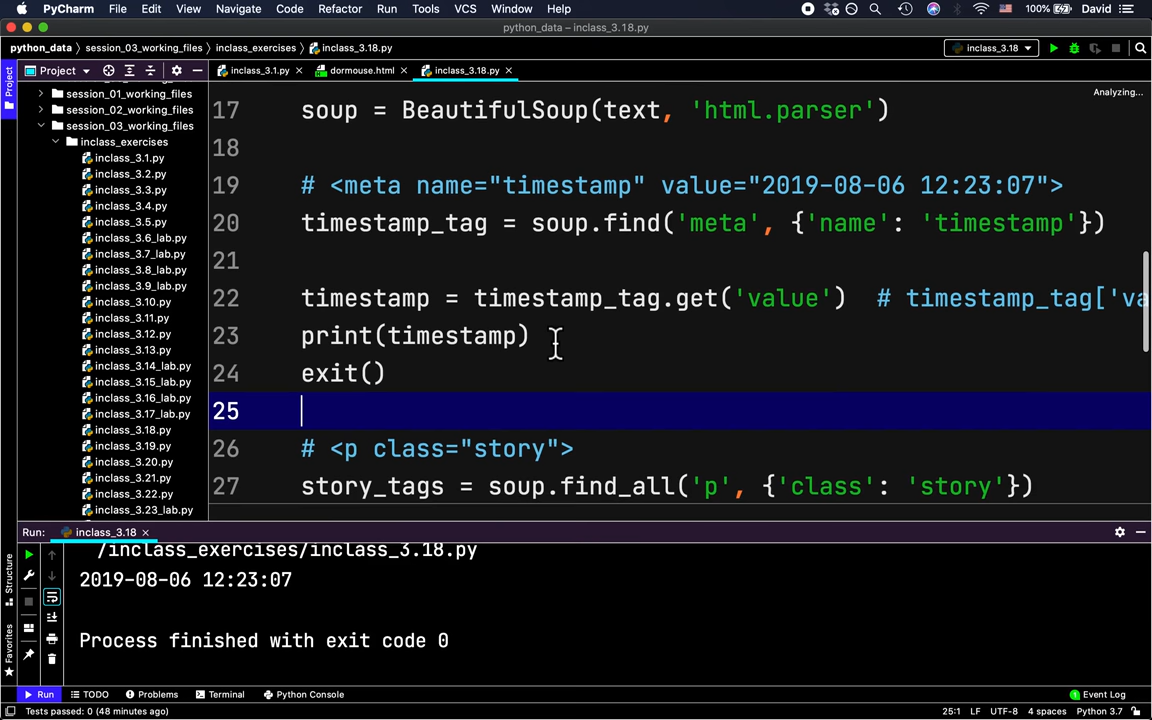 PyCharm File Edit View Navigate Code Refactor Run Tools VCS Window Help 100% David
python_data – inclass_3.18.py
python_data session_03_working_files inclass_exercises inclass_3.18.py inclass_3.18
Project inclass_3.1.py dormouse.html inclass_3.18.py
Project
session_01_working_files
session_02_working_files
session_03_working_files
inclass_exercises
inclass_3.1.py
inclass_3.2.py
inclass_3.3.py
inclass_3.4.py
inclass_3.5.py
inclass_3.6_lab.py
inclass_3.7_lab.py
inclass_3.8_lab.py
inclass_3.9_lab.py
inclass_3.10.py
inclass_3.11.py
inclass_3.12.py
inclass_3.13.py
inclass_3.14_lab.py
inclass_3.15_lab.py
inclass_3.16_lab.py
inclass_3.17_lab.py
inclass_3.18.py
inclass_3.19.py
inclass_3.20.py
inclass_3.21.py
inclass_3.22.py
inclass_3.23_lab.py
Analyzing...
17 soup = BeautifulSoup(text, 'html.parser')
18
19 # <meta name="timestamp" value="2019-08-06 12:23:07">
20 timestamp_tag = soup.find('meta', {'name': 'timestamp'})
21
22 timestamp = timestamp_tag.get('value') # timestamp_tag['va
23 print(timestamp)
24 exit()
25
26 # <p class="story">
27 story_tags = soup.find_all('p', {'class': 'story'})
Run: inclass_3.18
/inclass_exercises/inclass_3.18.py
2019-08-06 12:23:07
Process finished with exit code 0
Structure
Favorites
Run TODO Problems Terminal Python Console 1 Event Log
Tests passed: 0 (48 minutes ago) 25:1 LF UTF-8 4 spaces Python 3.7